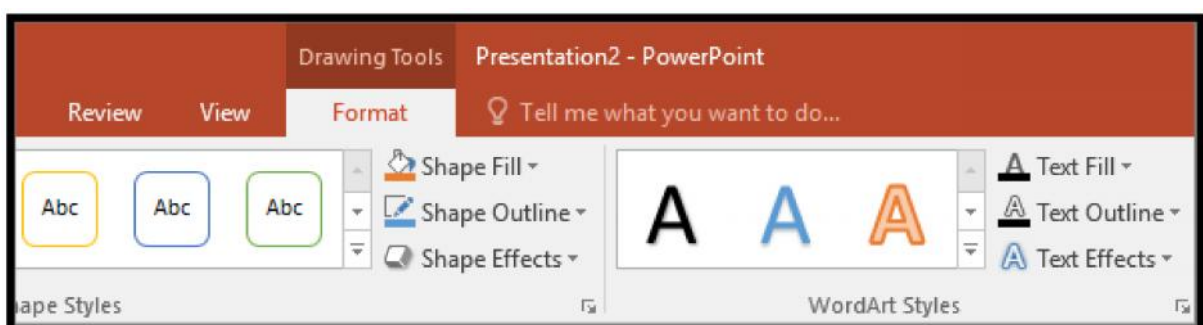 Drawing Tools Presentation2 - PowerPoint
Review View Format Tell me what you want to do...
Abc Abc Abc Shape Fill A A A A Text Fill
Shape Outline A Text Outline
Shape Effects A Text Effects
hape Styles WordArt Styles